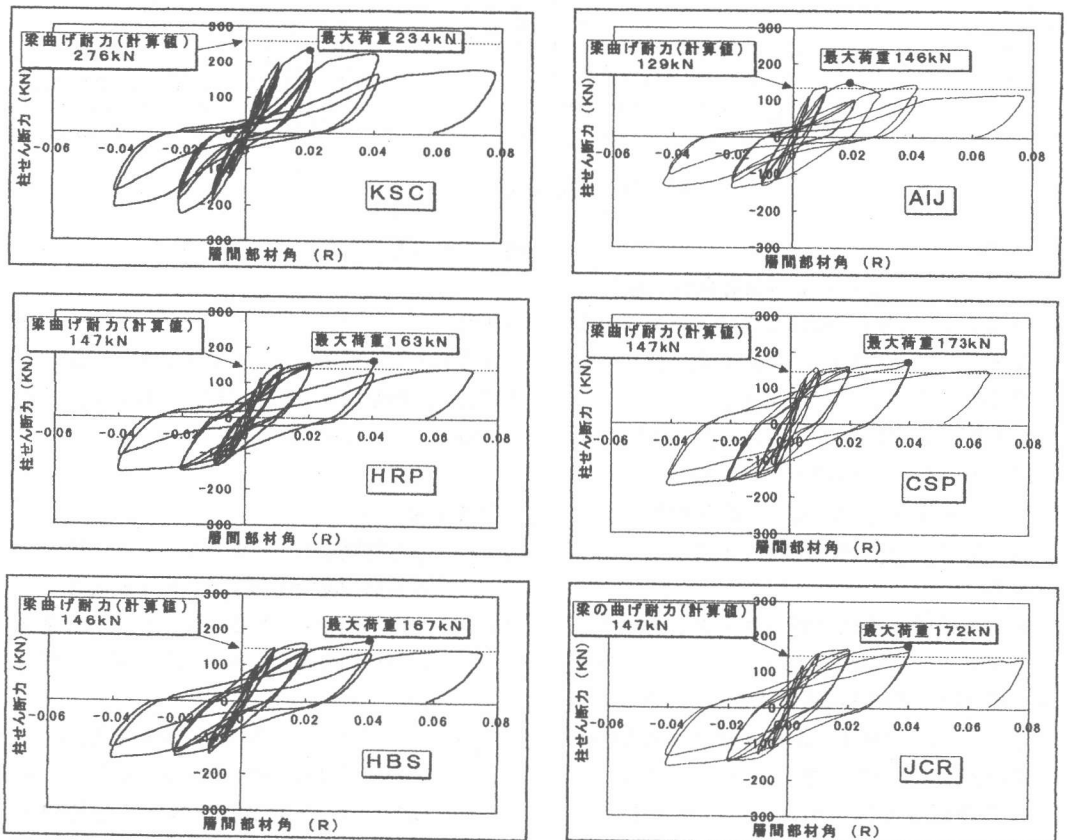 300
梁曲げ耐力(計算値)
276kN
最大荷重234kN
200
100
0
-0.06
-0.04
-0.02
0.02
0.04
0.06
0.08
-200
300
柱せん断力 (KN)
KSC
層間部材角 (R)
300
梁曲げ耐力(計算値)
129kN
最大荷重146kN
200
100
-0.06
-0.04
-0.02
0.02
0.04
0.06
0.08
-100
-200
-300
柱せん断力 (KN)
AIJ
層間部材角 (R)
300
梁曲げ耐力(計算値)
147kN
最大荷重163kN
200
100
0
-0.06
-0.04
0.02
0.04
0.06
0.08
-200
300
柱せん断力 (KN)
HRP
層間部材角 (R)
300
梁曲げ耐力(計算値)
147kN
最大荷重173kN
200
100
-0.06
-0.04
0.02
0.04
0.06
0.08
-100
-200
-300
柱せん断力 (KN)
CSP
層間部材角 (R)
300
梁曲げ耐力(計算値)
146kN
最大荷重167kN
200
100
-0.06
-0.04
0.02
0.04
0.06
0.08
-200
300
柱せん断力 (KN)
HBS
層間部材角 (R)
300
梁の曲げ耐力(計算値)
147kN
最大荷重172kN
200
100
-0.06
-0.04
-0.02
0.00
0.02
0.04
0.06
0.08
-100
-200
-300
柱せん断力 (KN)
JCR
層間部材角 (R)